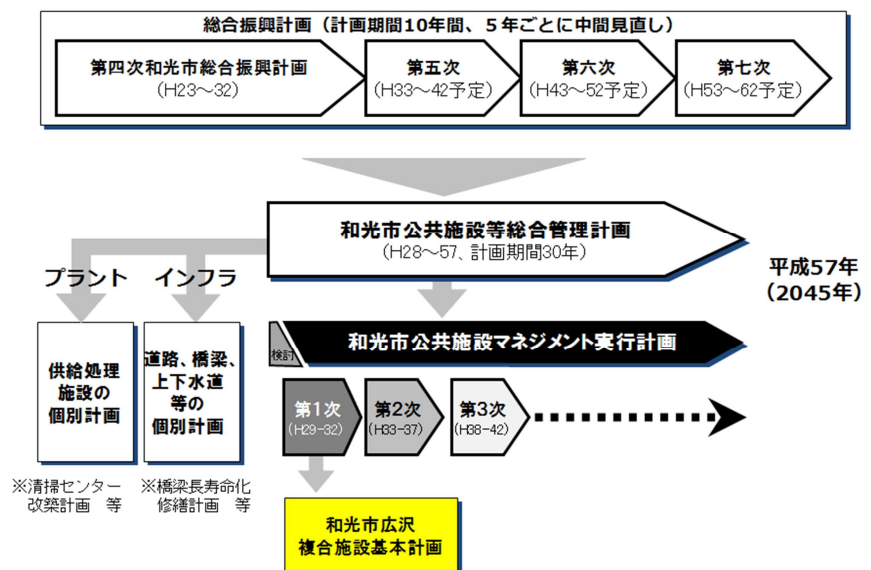 総合振興計画（計画期間10年間、５年ごとに中間見直し）
第四次和光市総合振興計画
（H23～32）
第五次
（H33～42予定）
第六次
（H43～52予定）
第七次
（H53～62予定）
和光市公共施設等総合管理計画
（H28～57、計画期間30年）
プラント
インフラ
平成57年
（2045年）
供給処理
施設の
個別計画
道路、橋梁、
上下水道
等の
個別計画
検討
和光市公共施設マネジメント実行計画
第1次
（H29-32）
第2次
（H33-37）
第3次
（H38-42）
※清掃センター
改築計画　等
※橋梁長寿命化
修繕計画　等
和光市広沢
複合施設基本計画